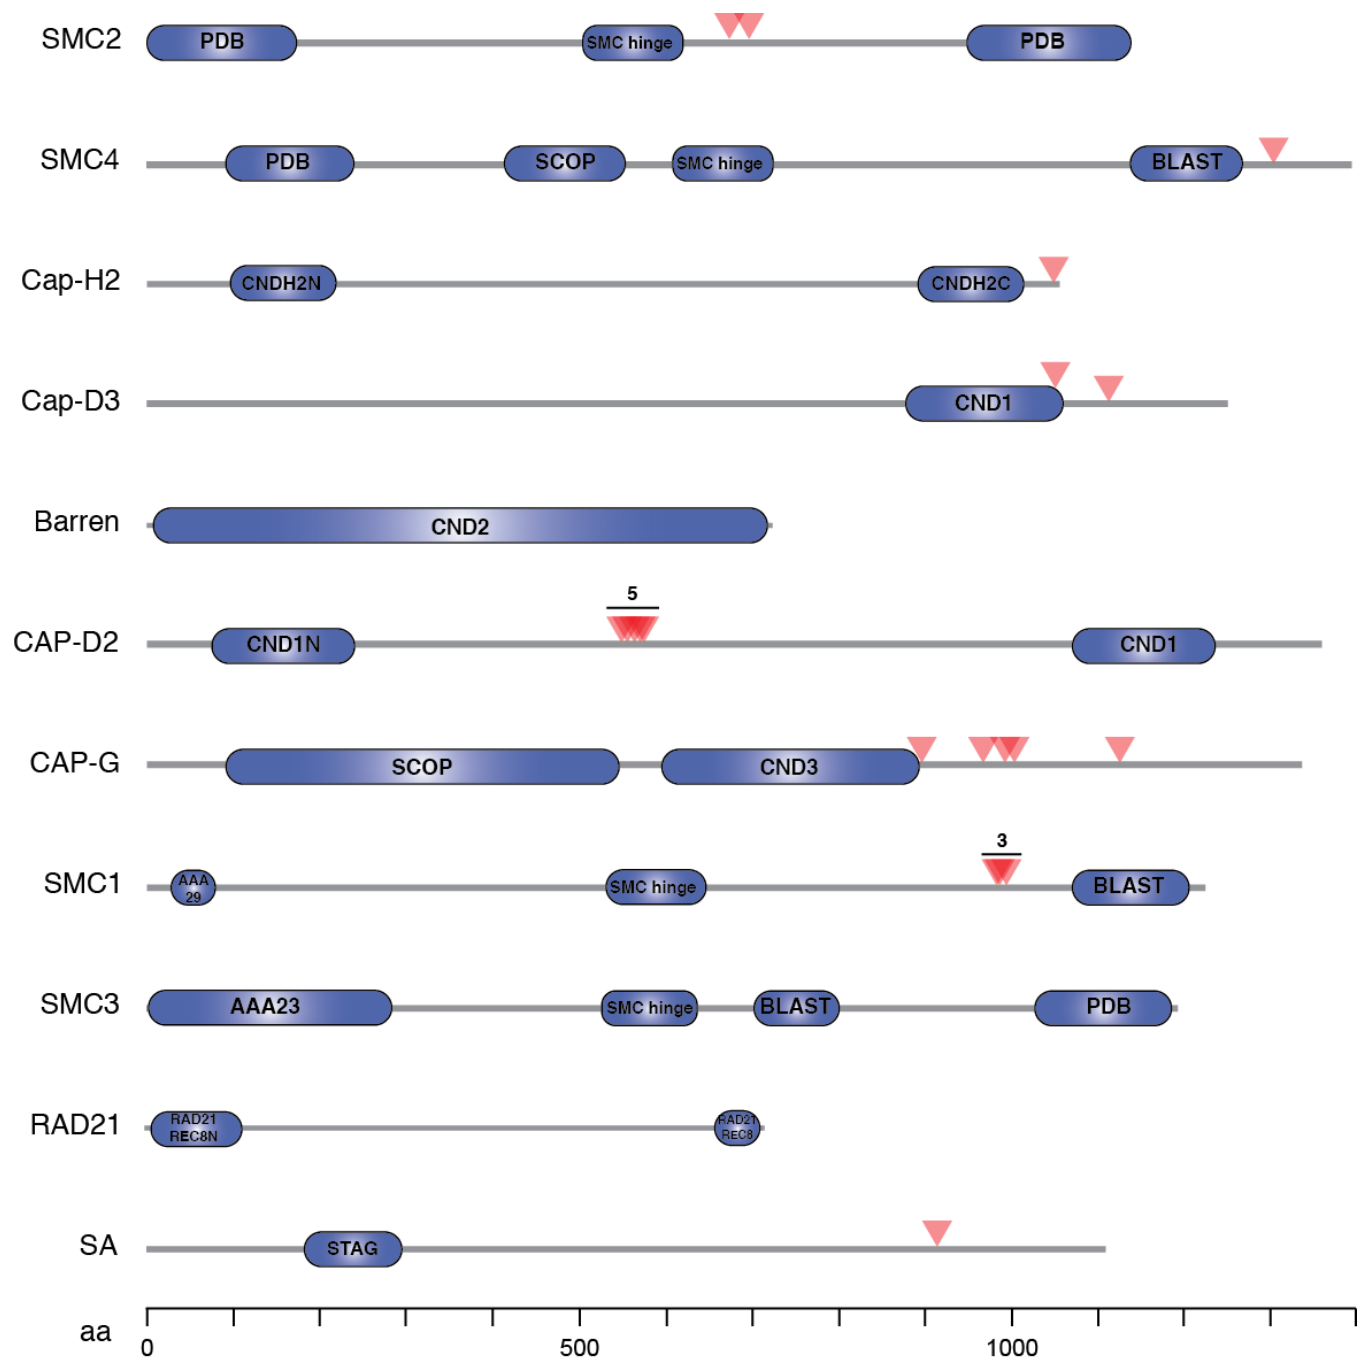 SMC2 PDB SMC hinge PDB
SMC4 PDB SCOP SMC hinge BLAST
Cap-H2 CNDH2N CNDH2C
Cap-D3 CND1
Barren CND2
5
CAP-D2 CND1N CND1
CAP-G SCOP CND3
3
SMC1 AAA 29 SMC hinge BLAST
SMC3 AAA23 SMC hinge BLAST PDB
RAD21 RAD21 REC8N RAD21 REC8
SA STAG
aa 0 500 1000